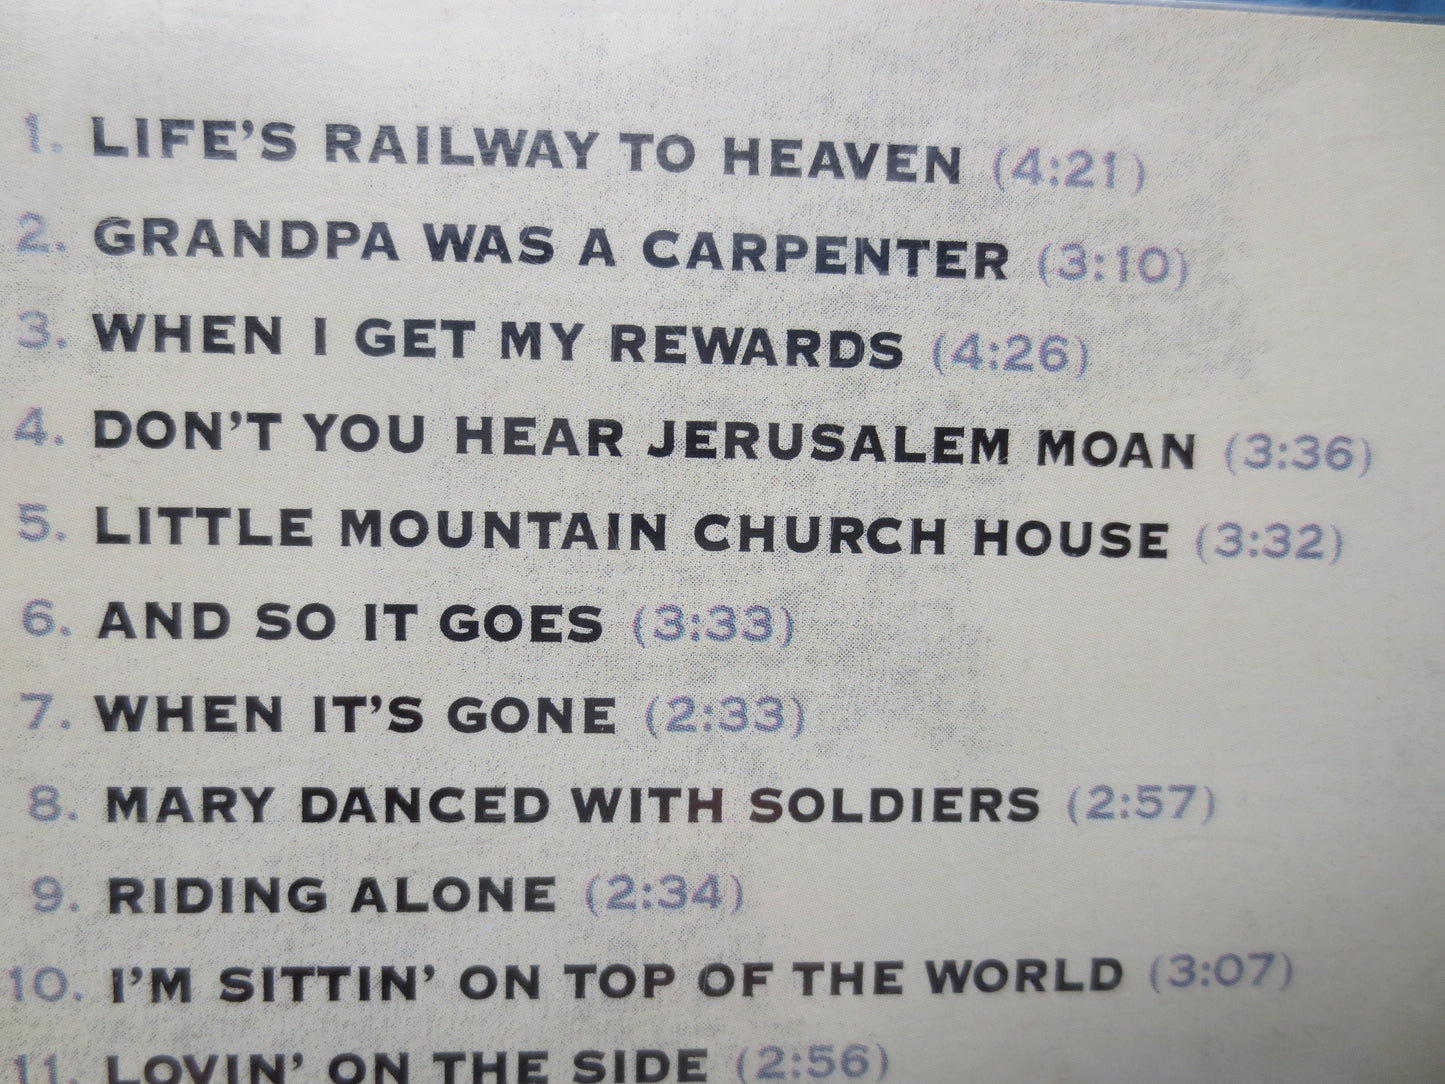 1. LIFE'S RAILWAY TO HEAVEN (4:21)
2. GRANDPA WAS A CARPENTER (3:10)
3. WHEN I GET MY REWARDS (4:26)
4. DON'T YOU HEAR JERUSALEM MOAN (3:36)
5. LITTLE MOUNTAIN CHURCH HOUSE (3:32)
6. AND SO IT GOES (3:33)
7. WHEN IT'S GONE (2:33)
8. MARY DANCED WITH SOLDIERS (2:57)
9. RIDING ALONE (2:34)
10. I'M SITTIN' ON TOP OF THE WORLD (3:07)
11. LOVIN' ON THE SIDE (2:56)